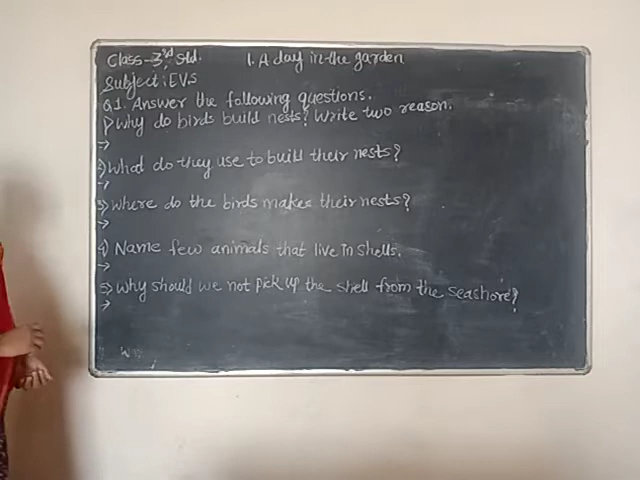 Class-3rd Std. 1. A day in the garden
Subject: EVS
Q1. Answer the following questions.
1) Why do birds build nests? Write two reason.
→
2) What do they use to build their nests?
→
3) Where do the birds makes their nests?
→
4) Name few animals that live in shells.
→
5) Why should we not pick up the shell from the seashore?
→